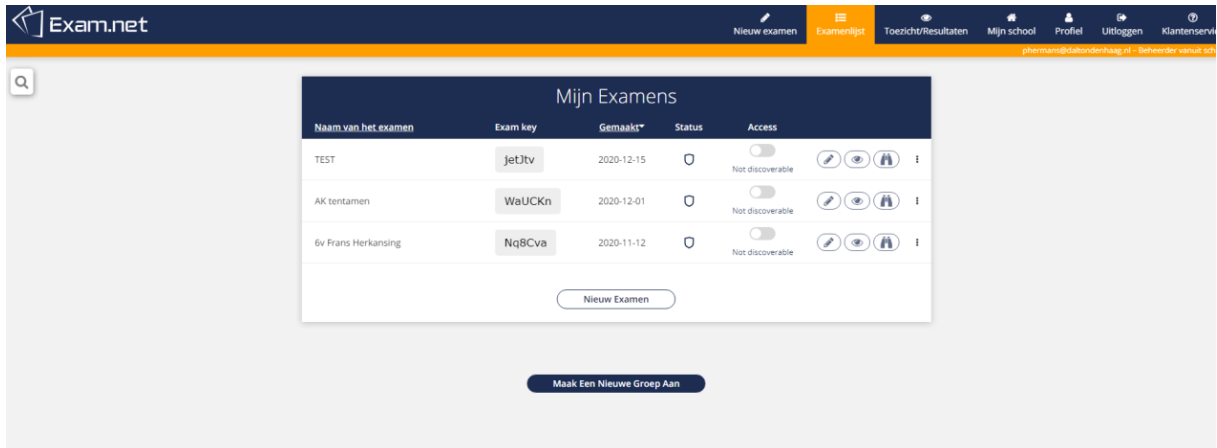 Exam.net
Nieuw examen Examenlijst Toezicht/Resultaten Mijn school Profiel Uitloggen Klantenservi
phermans@daltondenhaag.nl - Beheerder vanuit sch
Mijn Examens
Naam van het examen Exam key Gemaakt Status Access
TEST jetJtv 2020-12-15
Not discoverable
AK tentamen WaUCKn 2020-12-01
Not discoverable
6v Frans Herkansing Nq8Cva 2020-11-12
Not discoverable
Nieuw Examen
Maak Een Nieuwe Groep Aan